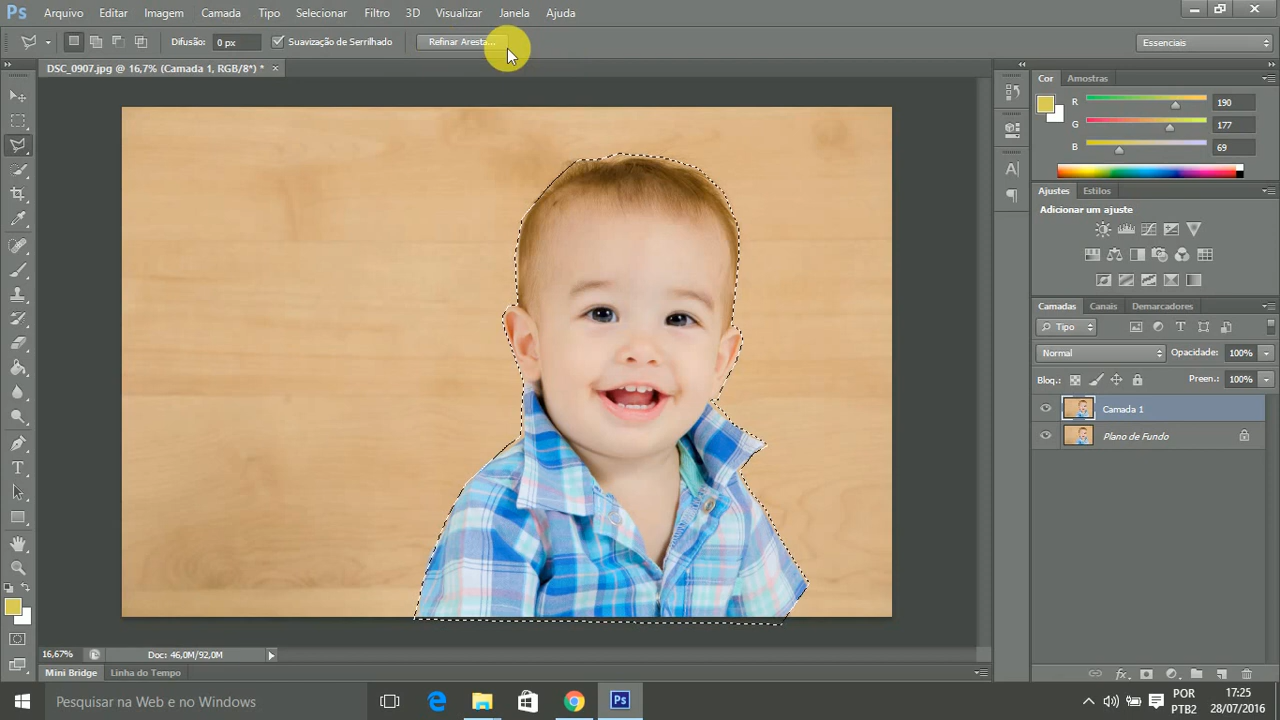 Ps Arquivo Editar Imagem Camada Tipo Selecionar Filtro 3D Visualizar Janela Ajuda
Difusão: 0 px Suavização de Serrilhado Refinar Aresta... Essenciais
DSC_0907.jpg @ 16,7% (Camada 1, RGB/8*) * ×
Cor Amostras
R 190
G 177
B 69
Ajustes Estilos
Adicionar um ajuste
Camadas Canais Demarcadores
Tipo
Normal Opacidade: 100%
Bloq.: Preen.: 100%
Camada 1
Plano de Fundo
16,67% Doc: 46,0M/92,0M
Mini Bridge Linha do Tempo
Pesquisar na Web e no Windows
POR 17:25
PTB2 28/07/2016